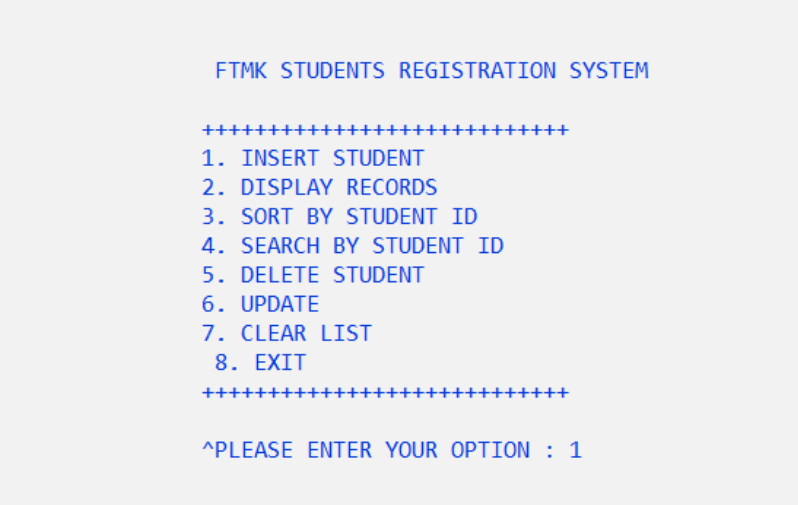 FTMK STUDENTS REGISTRATION SYSTEM
++++++++++++++++++++++++++++
1. INSERT STUDENT
2. DISPLAY RECORDS
3. SORT BY STUDENT ID
4. SEARCH BY STUDENT ID
5. DELETE STUDENT
6. UPDATE
7. CLEAR LIST
8. EXIT
++++++++++++++++++++++++++++
^PLEASE ENTER YOUR OPTION : 1